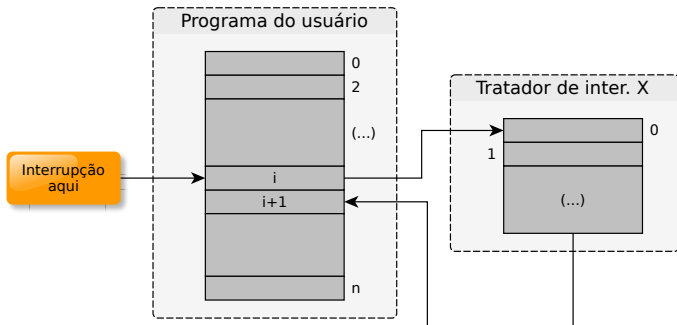 Programa do usuário
0
2
(...)
Interrupção
aqui
i
i+1
n
Tratador de inter. X
0
1
(...)